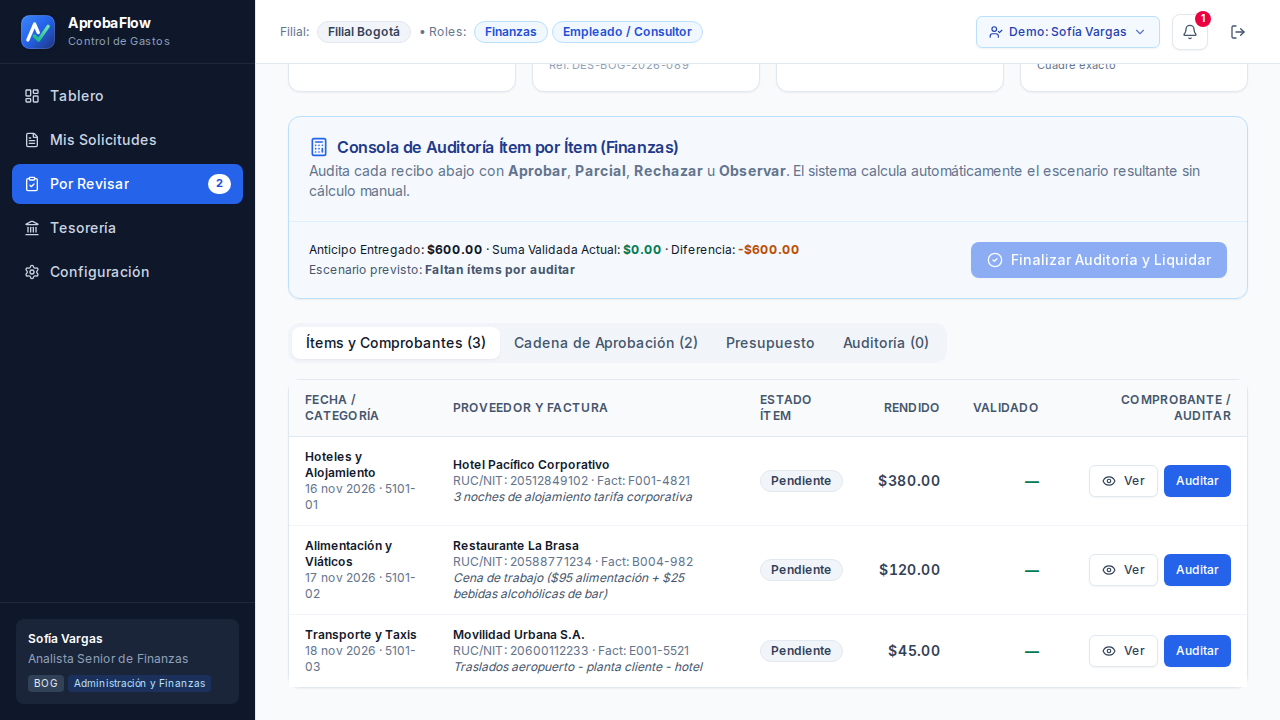 AprobaFlow
Control de Gastos
Filial: Filial Bogotá • Roles: Finanzas Empleado / Consultor
Demo: Sofía Vargas
1
Tablero
Mis Solicitudes
Por Revisar 2
Tesorería
Configuración
Ref. DES-BOG-2026-089
Cuadre exacto
Consola de Auditoría Ítem por Ítem (Finanzas)
Audita cada recibo abajo con Aprobar, Parcial, Rechazar u Observar. El sistema calcula automáticamente el escenario resultante sin
cálculo manual.
Anticipo Entregado: $600.00 · Suma Validada Actual: $0.00 · Diferencia: -$600.00
Escenario previsto: Faltan ítems por auditar
Finalizar Auditoría y Liquidar
Ítems y Comprobantes (3) Cadena de Aprobación (2) Presupuesto Auditoría (0)
FECHA /
CATEGORÍA
PROVEEDOR Y FACTURA
ESTADO
ÍTEM
RENDIDO
VALIDADO
COMPROBANTE /
AUDITAR
Hoteles y
Alojamiento
16 nov 2026 · 5101-
01
Hotel Pacífico Corporativo
RUC/NIT: 20512849102 · Fact: F001-4821
3 noches de alojamiento tarifa corporativa
Pendiente
$380.00
—
Ver
Auditar
Alimentación y
Viáticos
17 nov 2026 · 5101-
02
Restaurante La Brasa
RUC/NIT: 20588771234 · Fact: B004-982
Cena de trabajo ($95 alimentación + $25
bebidas alcohólicas de bar)
Pendiente
$120.00
—
Ver
Auditar
Transporte y Taxis
18 nov 2026 · 5101-
03
Movilidad Urbana S.A.
RUC/NIT: 20600112233 · Fact: E001-5521
Traslados aeropuerto - planta cliente - hotel
Pendiente
$45.00
—
Ver
Auditar
Sofía Vargas
Analista Senior de Finanzas
BOG Administración y Finanzas